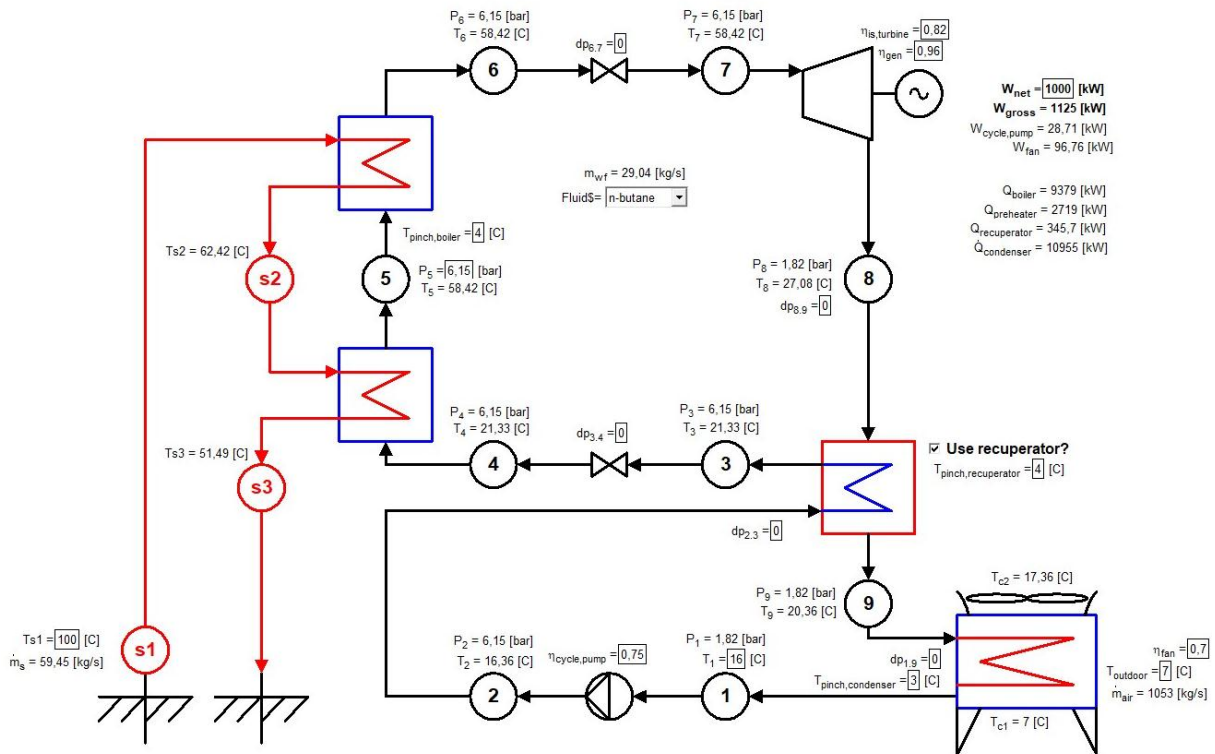 P6 = 6,15 [bar]
T6 = 58,42 [C]
6
dp6.7 = 0
P7 = 6,15 [bar]
T7 = 58,42 [C]
7
ηis,turbine = 0,82
ηgen = 0,96
Wnet = 1000 [kW]
Wgross = 1125 [kW]
Wcycle,pump = 28,71 [kW]
Wfan = 96,76 [kW]
mwf = 29,04 [kg/s]
Fluid$= n-butane
Qboiler = 9379 [kW]
Qpreheater = 2719 [kW]
Qrecuperator = 345,7 [kW]
Q̇condenser = 10955 [kW]
Tpinch,boiler = 4 [C]
Ts2 = 62,42 [C]
s2
5
P5 = 6,15 [bar]
T5 = 58,42 [C]
P8 = 1,82 [bar]
T8 = 27,08 [C]
dp8.9 = 0
8
Ts3 = 51,49 [C]
s3
P4 = 6,15 [bar]
T4 = 21,33 [C]
4
dp3.4 = 0
P3 = 6,15 [bar]
T3 = 21,33 [C]
3
Use recuperator?
Tpinch,recuperator = 4 [C]
dp2.3 = 0
P9 = 1,82 [bar]
T9 = 20,36 [C]
9
Tc2 = 17,36 [C]
Ts1 = 100 [C]
ṁs = 59,45 [kg/s]
s1
P2 = 6,15 [bar]
T2 = 16,36 [C]
2
ηcycle,pump = 0,75
P1 = 1,82 [bar]
T1 = 16 [C]
1
dp1.9 = 0
Tpinch,condenser = 3 [C]
ηfan = 0,7
Toutdoor = 7 [C]
ṁair = 1053 [kg/s]
Tc1 = 7 [C]